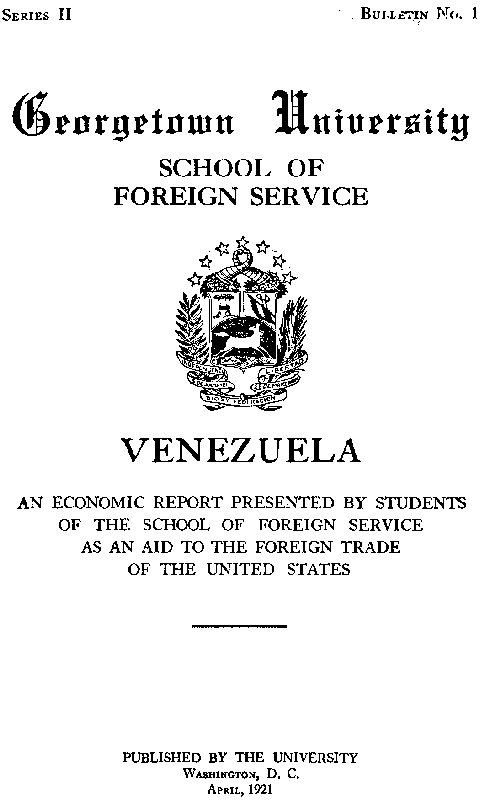 SERIES II
BULLETIN No. 1
Georgetown University
SCHOOL OF
FOREIGN SERVICE
VENEZUELA
AN ECONOMIC REPORT PRESENTED BY STUDENTS
OF THE SCHOOL OF FOREIGN SERVICE
AS AN AID TO THE FOREIGN TRADE
OF THE UNITED STATES
PUBLISHED BY THE UNIVERSITY
WASHINGTON, D. C.
APRIL, 1921